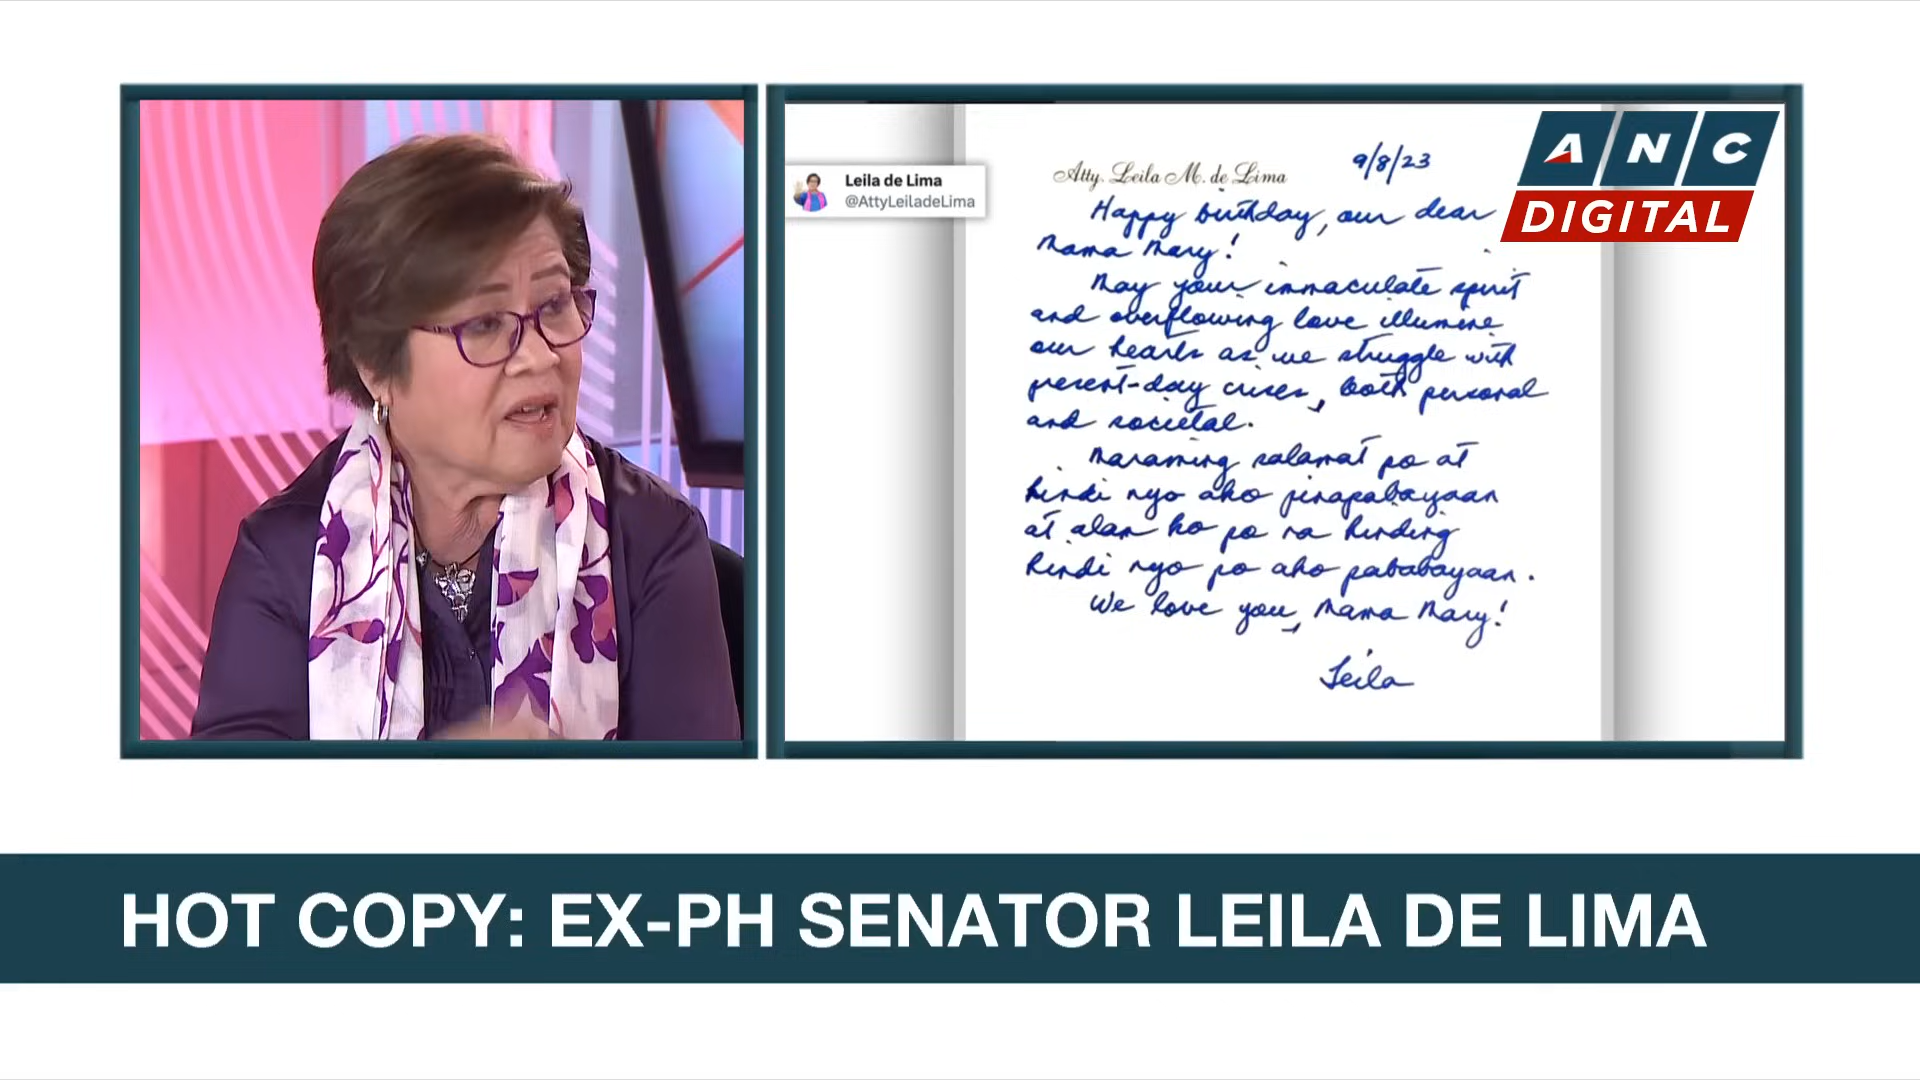 Leila de Lima
@AttyLeiladeLima
Atty. Leila M. de Lima
9/8/23
Happy birthday, our dear
Mama Mary!
May your immaculate spirit
and overflowing love illumine
our hearts as we struggle with
present-day crises, both personal
and societal.
Maraming salamat po at
hindi nyo ako pinapabayaan
at alam ko po na hinding
hindi nyo po ako pababayaan.
We love you, Mama Mary!
Leila
ANC
DIGITAL
HOT COPY: EX-PH SENATOR LEILA DE LIMA